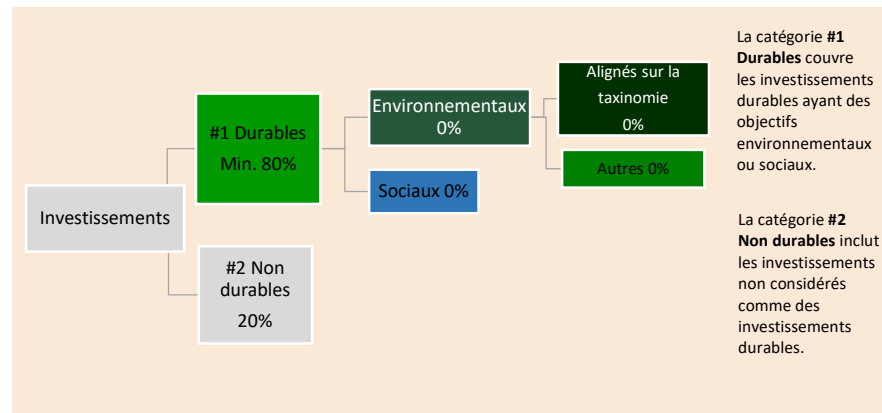 Investissements
#1 Durables
Min. 80%
#2 Non
durables
20%
Environnementaux
0%
Sociaux 0%
Alignés sur la
taxinomie
0%
Autres 0%
La catégorie #1
Durables couvre
les investissements
durables ayant des
objectifs
environnementaux
ou sociaux.
La catégorie #2
Non durables inclut
les investissements
non considérés
comme des
investissements
durables.